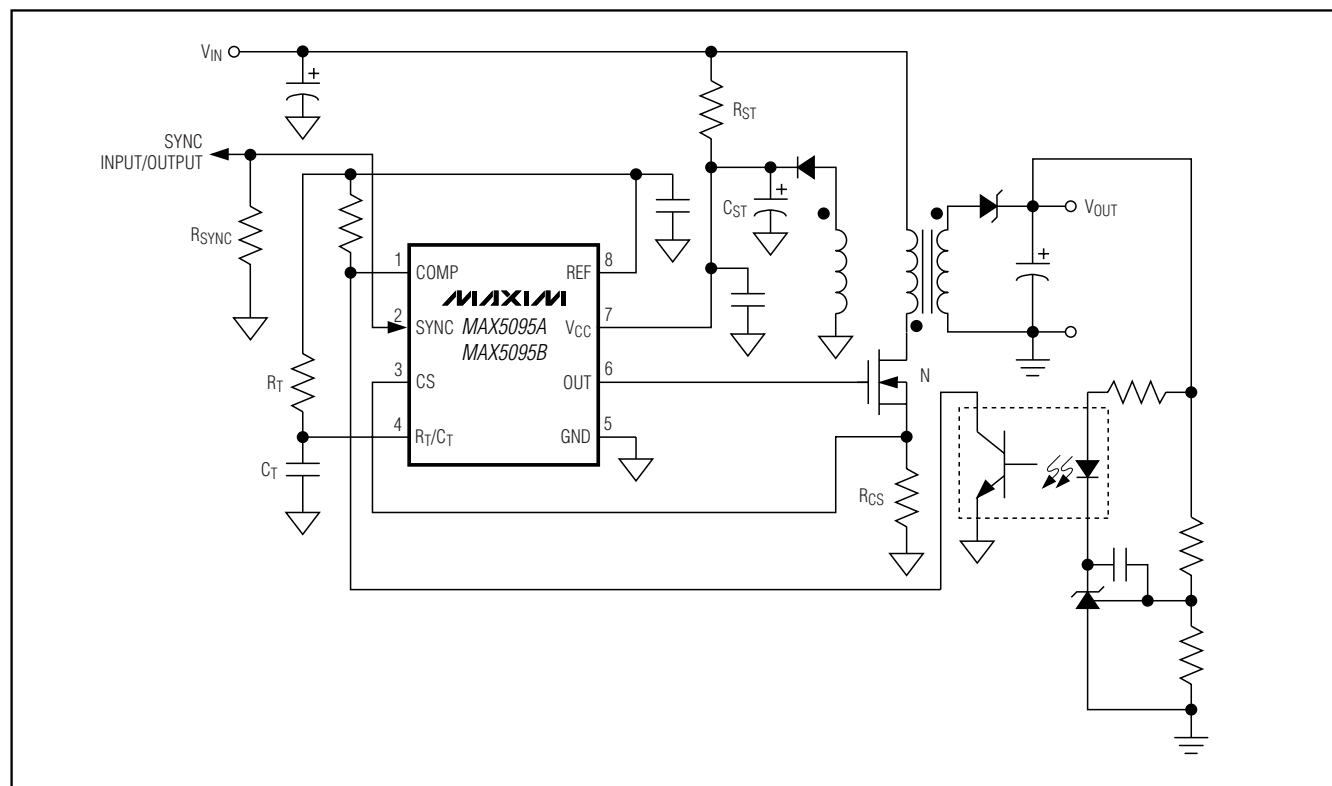 VIN
+
RST
SYNC
INPUT/OUTPUT
+
CST
VOUT
RSYNC
+
1
COMP
REF
8
MAXIM
2
SYNC
MAX5095A
VCC
7
MAX5095B
RT
3
CS
OUT
6
N
4
RT/CT
GND
5
CT
RCS